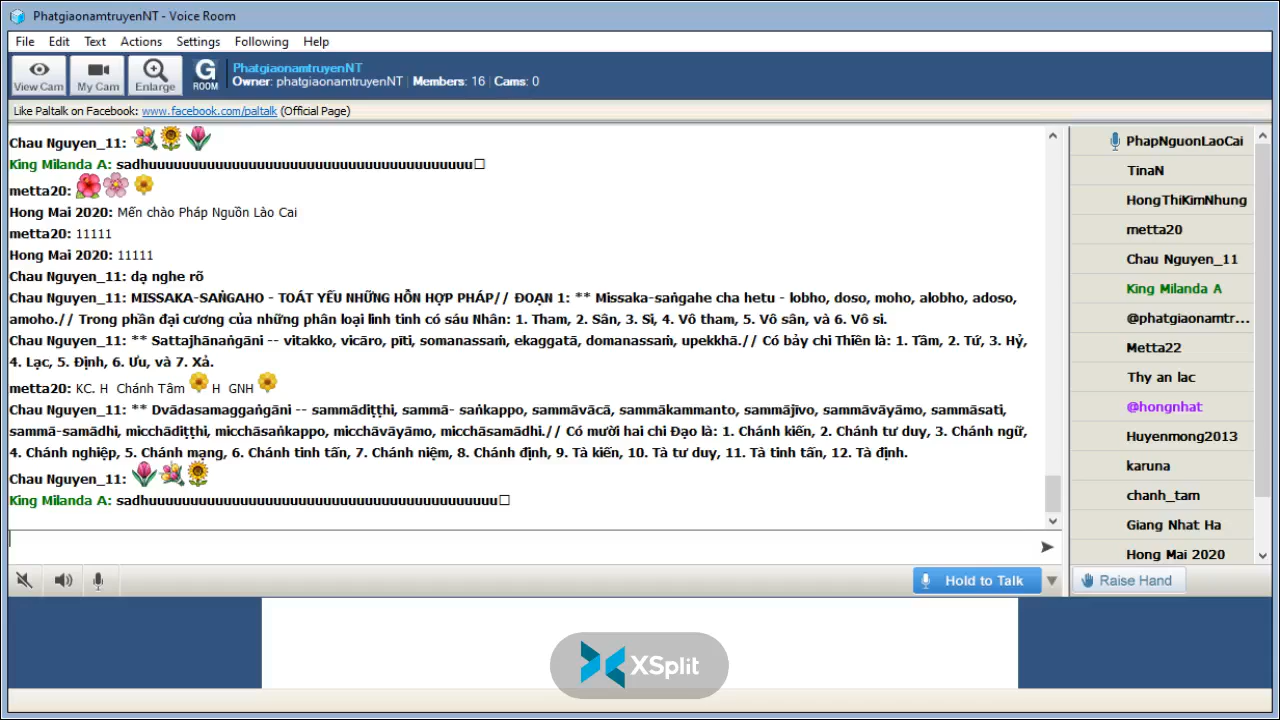 PhatgiaonamtruyenNT - Voice Room
File Edit Text Actions Settings Following Help
View Cam
My Cam
Enlarge
G ROOM
PhatgiaonamtruyenNT
Owner: phatgiaonamtruyenNT | Members: 16 | Cams: 0
Like Paltalk on Facebook: www.facebook.com/paltalk (Official Page)
Chau Nguyen_11:
King Milanda A: sadhuuuuuuuuuuuuuuuuuuuuuuuuuuuuuuuuuuuuuuuuu□
metta20:
Hong Mai 2020: Mến chào Pháp Nguồn Lào Cai
metta20: 11111
Hong Mai 2020: 11111
Chau Nguyen_11: dạ nghe rõ
Chau Nguyen_11: MISSAKA-SAṄGAHO - TOÁT YẾU NHỮNG HỖN HỢP PHÁP// ĐOẠN 1: ** Missaka-saṅgahe cha hetu - lobho, doso, moho, alobho, adoso,
amoho.// Trong phần đại cương của những phân loại linh tinh có sáu Nhân: 1. Tham, 2. Sân, 3. Si, 4. Vô tham, 5. Vô sân, và 6. Vô si.
Chau Nguyen_11: ** Sattajhānaṅgāni -- vitakko, vicāro, pīti, somanassaṁ, ekaggatā, domanassaṁ, upekkhā.// Có bảy chi Thiền là: 1. Tầm, 2. Tứ, 3. Hỷ,
4. Lạc, 5. Định, 6. Ưu, và 7. Xả.
metta20: KC. H Chánh Tâm H GNH
Chau Nguyen_11: ** Dvādasamaggaṅgāni -- sammādiṭṭhi, sammā- saṅkappo, sammāvācā, sammākammanto, sammājīvo, sammāvāyāmo, sammāsati,
sammā-samādhi, micchādiṭṭhi, micchāsaṅkappo, micchāvāyāmo, micchāsamādhi.// Có mười hai chi Đạo là: 1. Chánh kiến, 2. Chánh tư duy, 3. Chánh ngữ,
4. Chánh nghiệp, 5. Chánh mạng, 6. Chánh tinh tấn, 7. Chánh niệm, 8. Chánh định, 9. Tà kiến, 10. Tà tư duy, 11. Tà tinh tấn, 12. Tà định.
Chau Nguyen_11:
King Milanda A: sadhuuuuuuuuuuuuuuuuuuuuuuuuuuuuuuuuuuuuuuuuuuuu□
PhapNguonLaoCai
TinaN
HongThiKimNhung
metta20
Chau Nguyen_11
King Milanda A
@phatgiaonamtr...
Metta22
Thy an lac
@hongnhat
Huyenmong2013
karuna
chanh_tam
Giang Nhat Ha
Hong Mai 2020
Hold to Talk
Raise Hand
XSplit